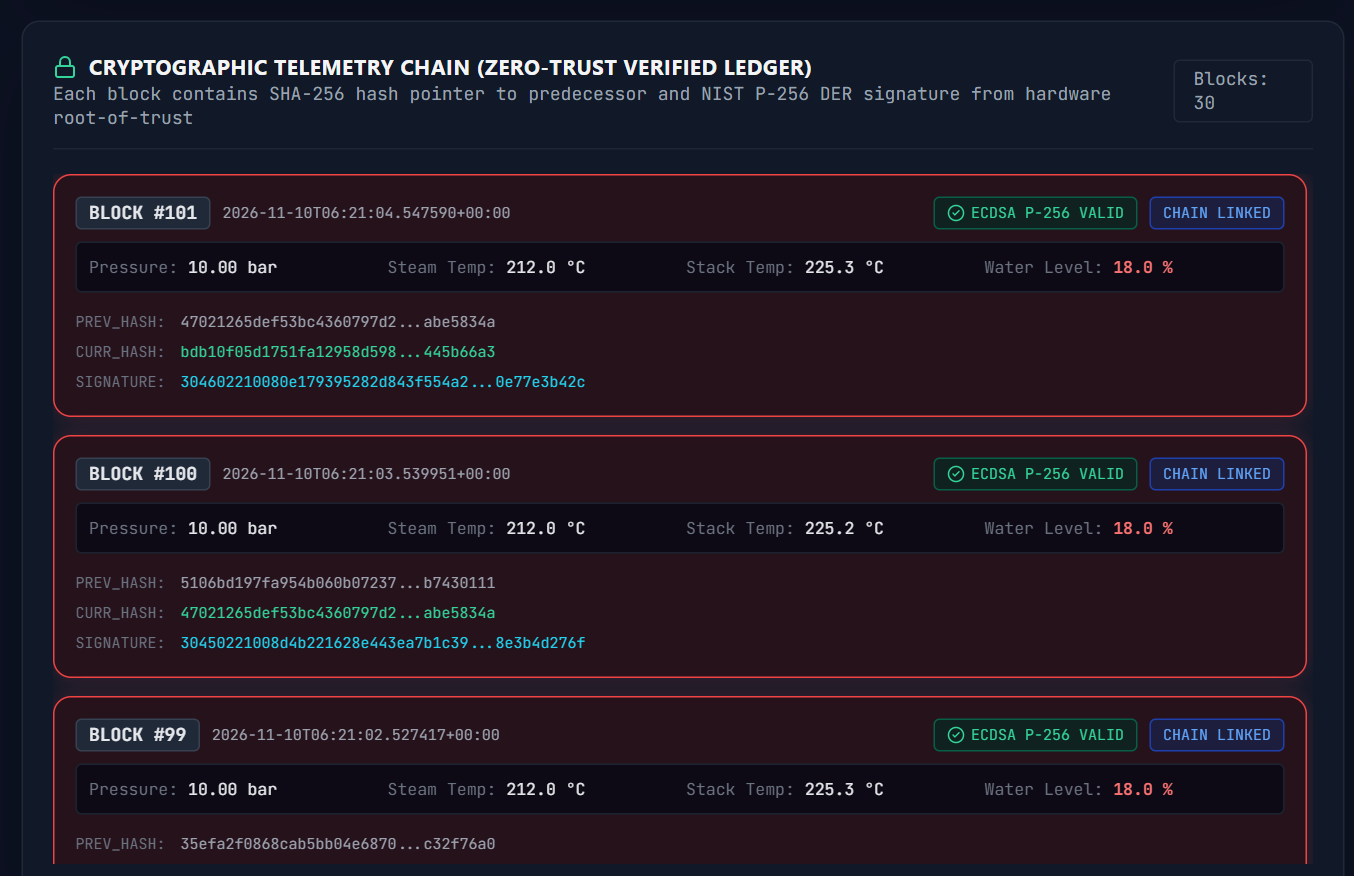 CRYPTOGRAPHIC TELEMETRY CHAIN (ZERO-TRUST VERIFIED LEDGER)
Each block contains SHA-256 hash pointer to predecessor and NIST P-256 DER signature from hardware
root-of-trust
Blocks:
30
BLOCK #101 2026-11-10T06:21:04.547590+00:00 ECDSA P-256 VALID CHAIN LINKED
Pressure: 10.00 bar Steam Temp: 212.0 °C Stack Temp: 225.3 °C Water Level: 18.0 %
PREV_HASH: 47021265def53bc4360797d2...abe5834a
CURR_HASH: bdb10f05d1751fa12958d598...445b66a3
SIGNATURE: 304602210080e179395282d843f554a2...0e77e3b42c
BLOCK #100 2026-11-10T06:21:03.539951+00:00 ECDSA P-256 VALID CHAIN LINKED
Pressure: 10.00 bar Steam Temp: 212.0 °C Stack Temp: 225.2 °C Water Level: 18.0 %
PREV_HASH: 5106bd197fa954b060b07237...b7430111
CURR_HASH: 47021265def53bc4360797d2...abe5834a
SIGNATURE: 30450221008d4b221628e443ea7b1c39...8e3b4d276f
BLOCK #99 2026-11-10T06:21:02.527417+00:00 ECDSA P-256 VALID CHAIN LINKED
Pressure: 10.00 bar Steam Temp: 212.0 °C Stack Temp: 225.3 °C Water Level: 18.0 %
PREV_HASH: 35efa2f0868cab5bb04e6870...c32f76a0